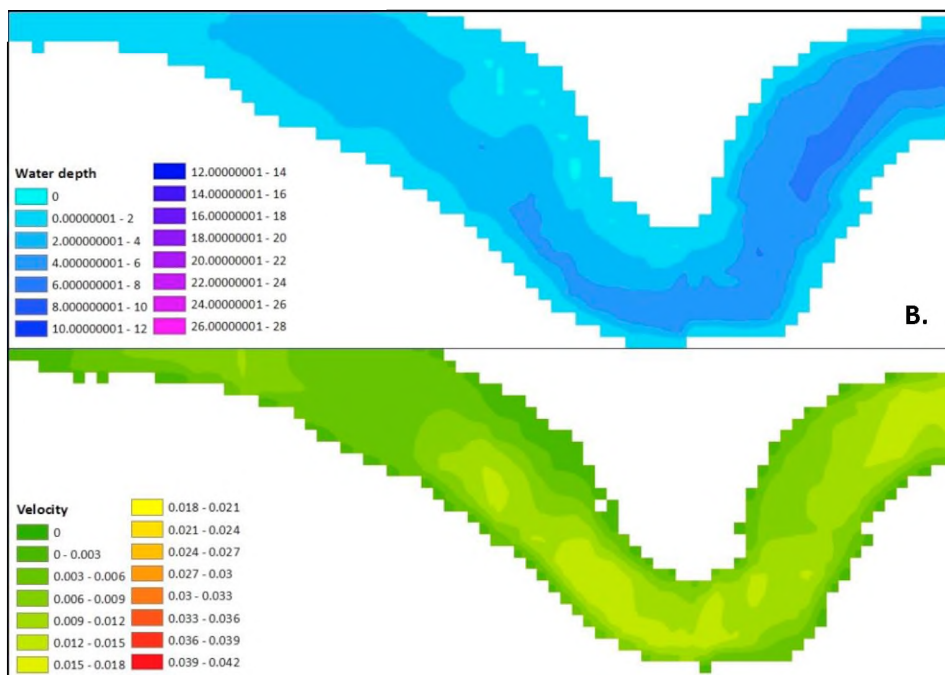 Water depth
0
0.00000001 - 2
2.000000001 - 4
4.00000001 - 6
6.00000001 - 8
8.00000001 - 10
10.00000001 - 12
12.00000001 - 14
14.00000001 - 16
16.00000001 - 18
18.00000001 - 20
20.00000001 - 22
22.00000001 - 24
24.00000001 - 26
26.00000001 - 28
B.
Velocity
0
0 - 0.003
0.003 - 0.006
0.006 - 0.009
0.009 - 0.012
0.012 - 0.015
0.015 - 0.018
0.018 - 0.021
0.021 - 0.024
0.024 - 0.027
0.027 - 0.03
0.03 - 0.033
0.033 - 0.036
0.036 - 0.039
0.039 - 0.042